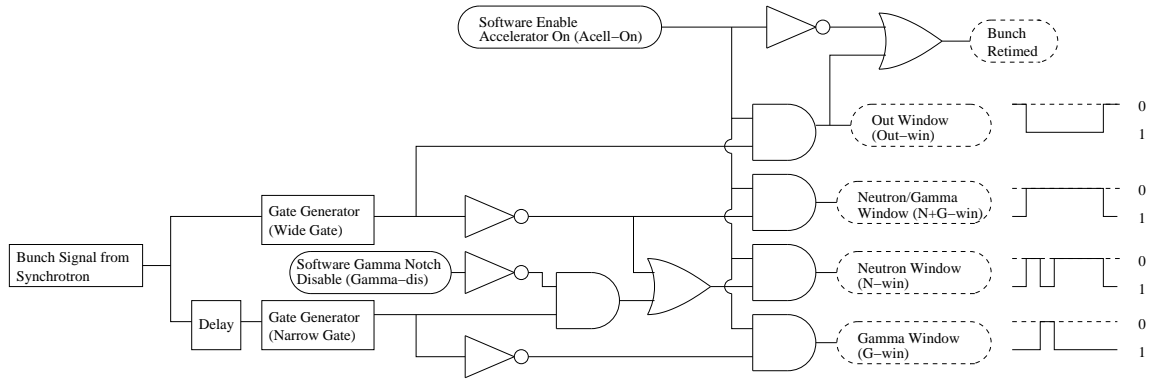 Software Enable
Accelerator On (Acell−On)
Bunch
Retimed
Out Window
(Out−win)
0
1
Neutron/Gamma
Window (N+G−win)
0
1
Gate Generator
(Wide Gate)
Bunch Signal from
Synchrotron
Software Gamma Notch
Disable (Gamma−dis)
Neutron Window
(N−win)
0
1
Delay
Gate Generator
(Narrow Gate)
Gamma Window
(G−win)
0
1